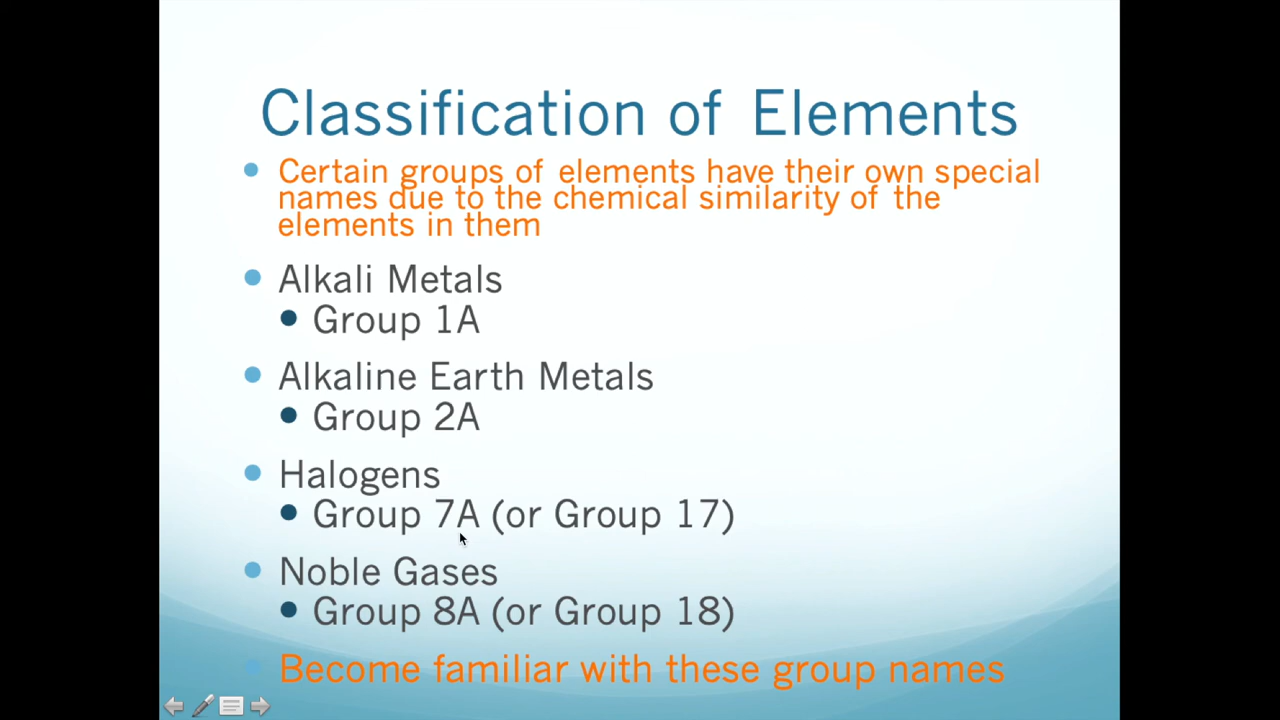 Classification of Elements
Certain groups of elements have their own special
names due to the chemical similarity of the
elements in them
Alkali Metals
Group 1A
Alkaline Earth Metals
Group 2A
Halogens
Group 7A (or Group 17)
Noble Gases
Group 8A (or Group 18)
Become familiar with these group names